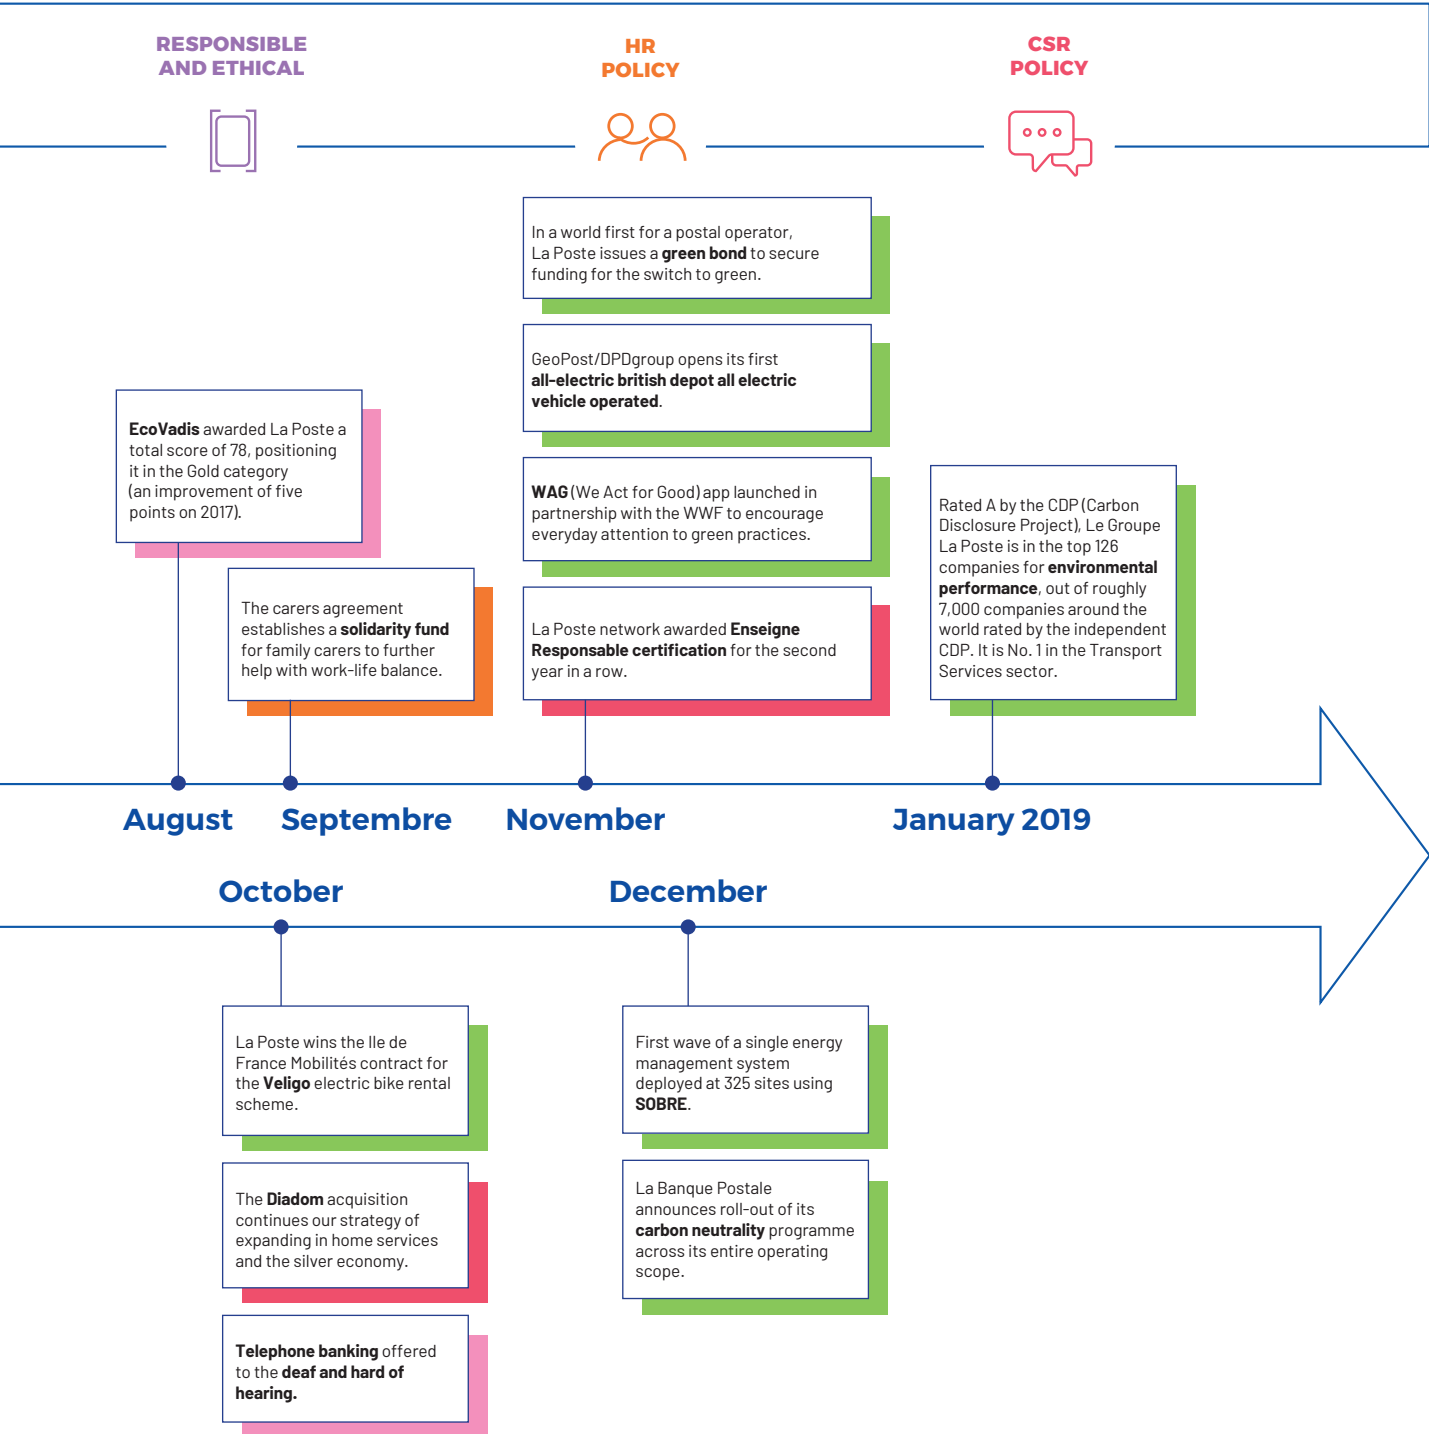 RESPONSIBLE
AND ETHICAL
HR
POLICY
CSR
POLICY
In a world first for a postal operator,
La Poste issues a green bond to secure
funding for the switch to green.
GeoPost/DPDgroup opens its first
all-electric british depot all electric
vehicle operated.
EcoVadis awarded La Poste a
total score of 78, positioning
it in the Gold category
(an improvement of five
points on 2017).
WAG (We Act for Good) app launched in
partnership with the WWF to encourage
everyday attention to green practices.
Rated A by the CDP (Carbon
Disclosure Project), Le Groupe
La Poste is in the top 126
companies for environmental
performance, out of roughly
7,000 companies around the
world rated by the independent
CDP. It is No. 1 in the Transport
Services sector.
The carers agreement
establishes a solidarity fund
for family carers to further
help with work-life balance.
La Poste network awarded Enseigne
Responsable certification for the second
year in a row.
August
Septembre
November
January 2019
October
December
La Poste wins the Ile de
France Mobilités contract for
the Veligo electric bike rental
scheme.
The Diadom acquisition
continues our strategy of
expanding in home services
and the silver economy.
Telephone banking offered
to the deaf and hard of
hearing.
First wave of a single energy
management system
deployed at 325 sites using
SOBRE.
La Banque Postale
announces roll-out of its
carbon neutrality programme
across its entire operating
scope.